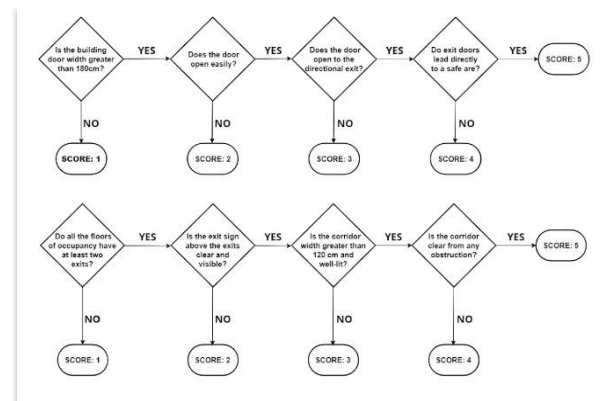 Is the building
door width greater
than 180cm?
YES
Does the door
open easily?
YES
Does the door
open to the
directional exit?
YES
Do exit doors
lead directly
to a safe are?
YES
SCORE: 5
NO
NO
NO
NO
SCORE: 1
SCORE: 2
SCORE: 3
SCORE: 4
Do all the floors
of occupancy have
at least two
exits?
YES
Is the exit sign
above the exits
clear and
visible?
YES
Is the corridor
width greater than
120 cm and
well-lit?
YES
Is the corridor
clear from any
obstruction?
YES
SCORE: 5
NO
NO
NO
NO
SCORE: 1
SCORE: 2
SCORE: 3
SCORE: 4